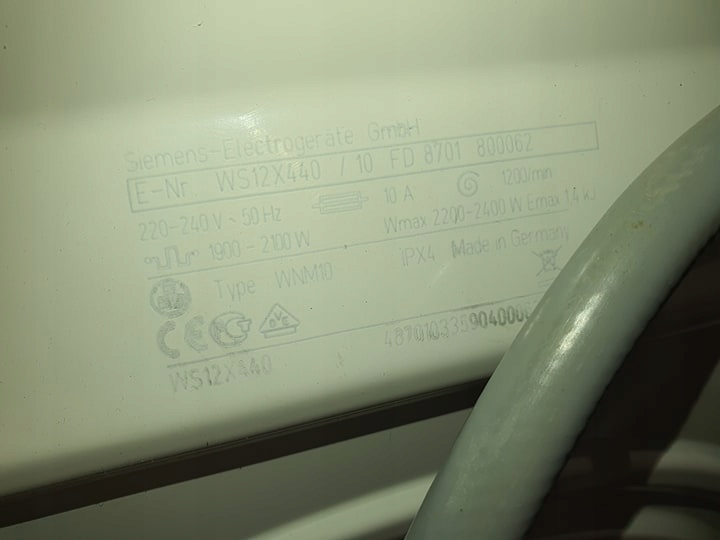 Siemens-Electrogeräte GmbH
E-Nr. WS12X440 / 10 FD 8701 800062
220-240 V ~ 50 Hz 10 A 1200/min
1900 - 2100 W Wmax 2200-2400 W Emax 1,4 kJ
Type WNM10 IPX4 Made in Germany
CE
WS12X440